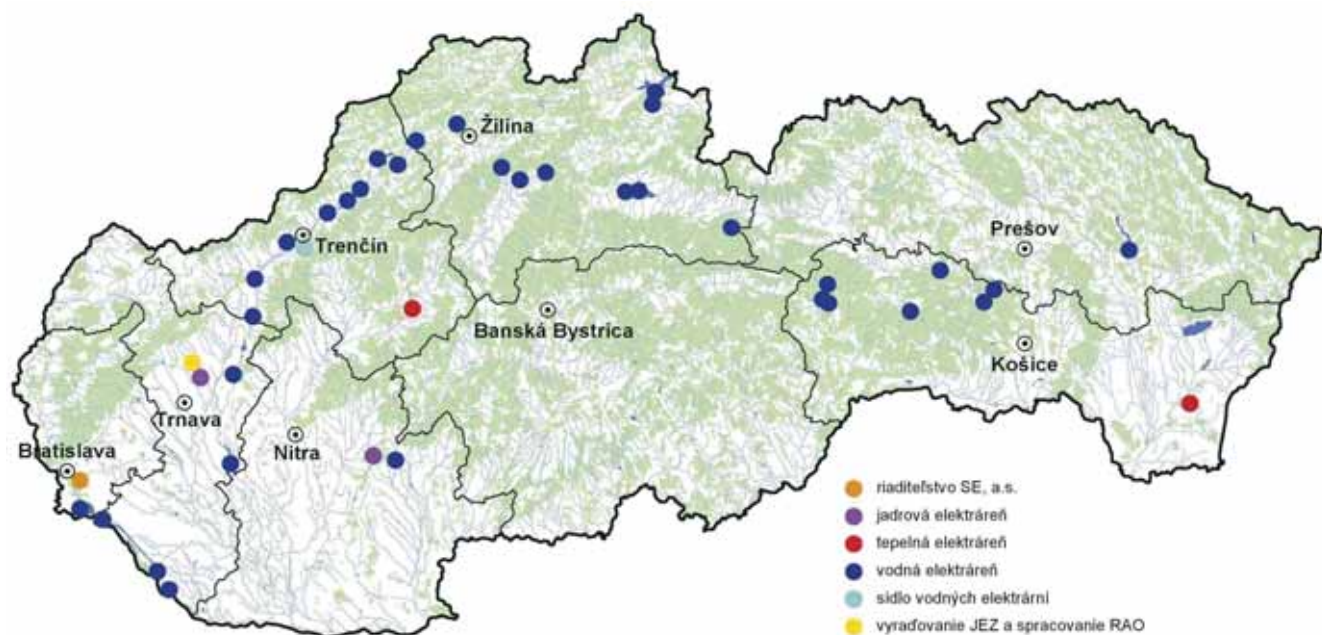 Žilina
Trenčín
Prešov
Banská Bystrica
Košice
Trnava
Nitra
Bratislava
riaditeľstvo SE, a.s.
jadrová elektráreň
tepelná elektráreň
vodná elektráreň
sídlo vodných elektrární
vyraďovanie JEZ a spracovanie RAO